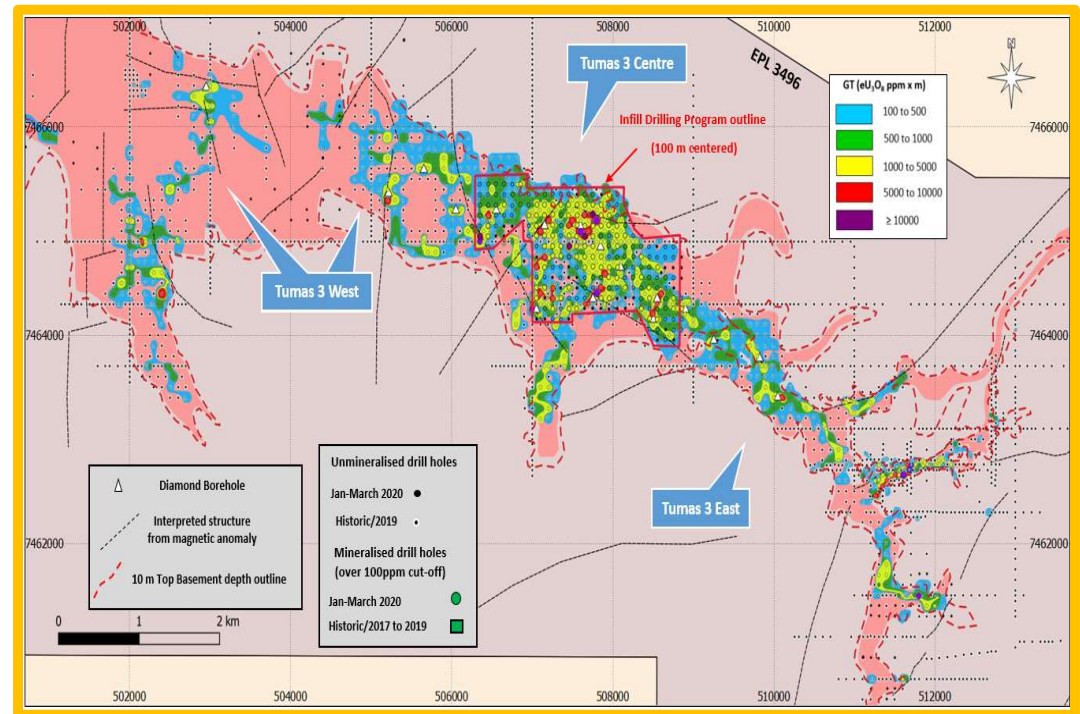 502000 504000 506000 508000 510000 512000
Tumas 3 Centre
EPL 3496
N
GT (eU₃O₈ ppm x m)
100 to 500
500 to 1000
1000 to 5000
5000 to 10000
≥ 10000
Infill Drilling Program outline
(100 m centered)
7466000 7466000
Tumas 3 West
7464000 7464000
Tumas 3 East
Diamond Borehole
Interpreted structure
from magnetic anomaly
10 m Top Basement depth outline
Unmineralised drill holes
Jan-March 2020
Historic/2019
Mineralised drill holes
(over 100ppm cut-off)
Jan-March 2020
Historic/2017 to 2019
7462000 7462000
0 1 2 km
502000 504000 506000 508000 510000 512000